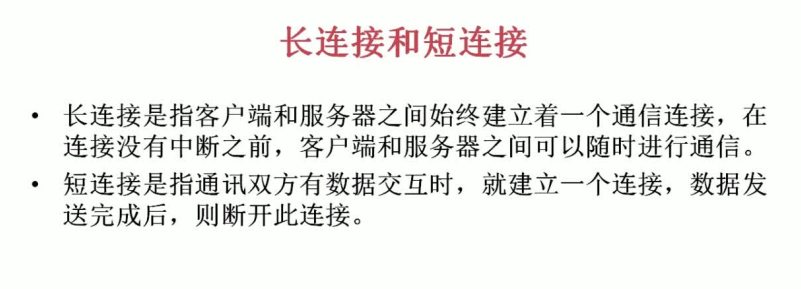 长连接和短连接
• 长连接是指客户端和服务器之间始终建立着一个通信连接，在
连接没有中断之前，客户端和服务器之间可以随时进行通信。
• 短连接是指通讯双方有数据交互时，就建立一个连接，数据发
送完成后，则断开此连接。